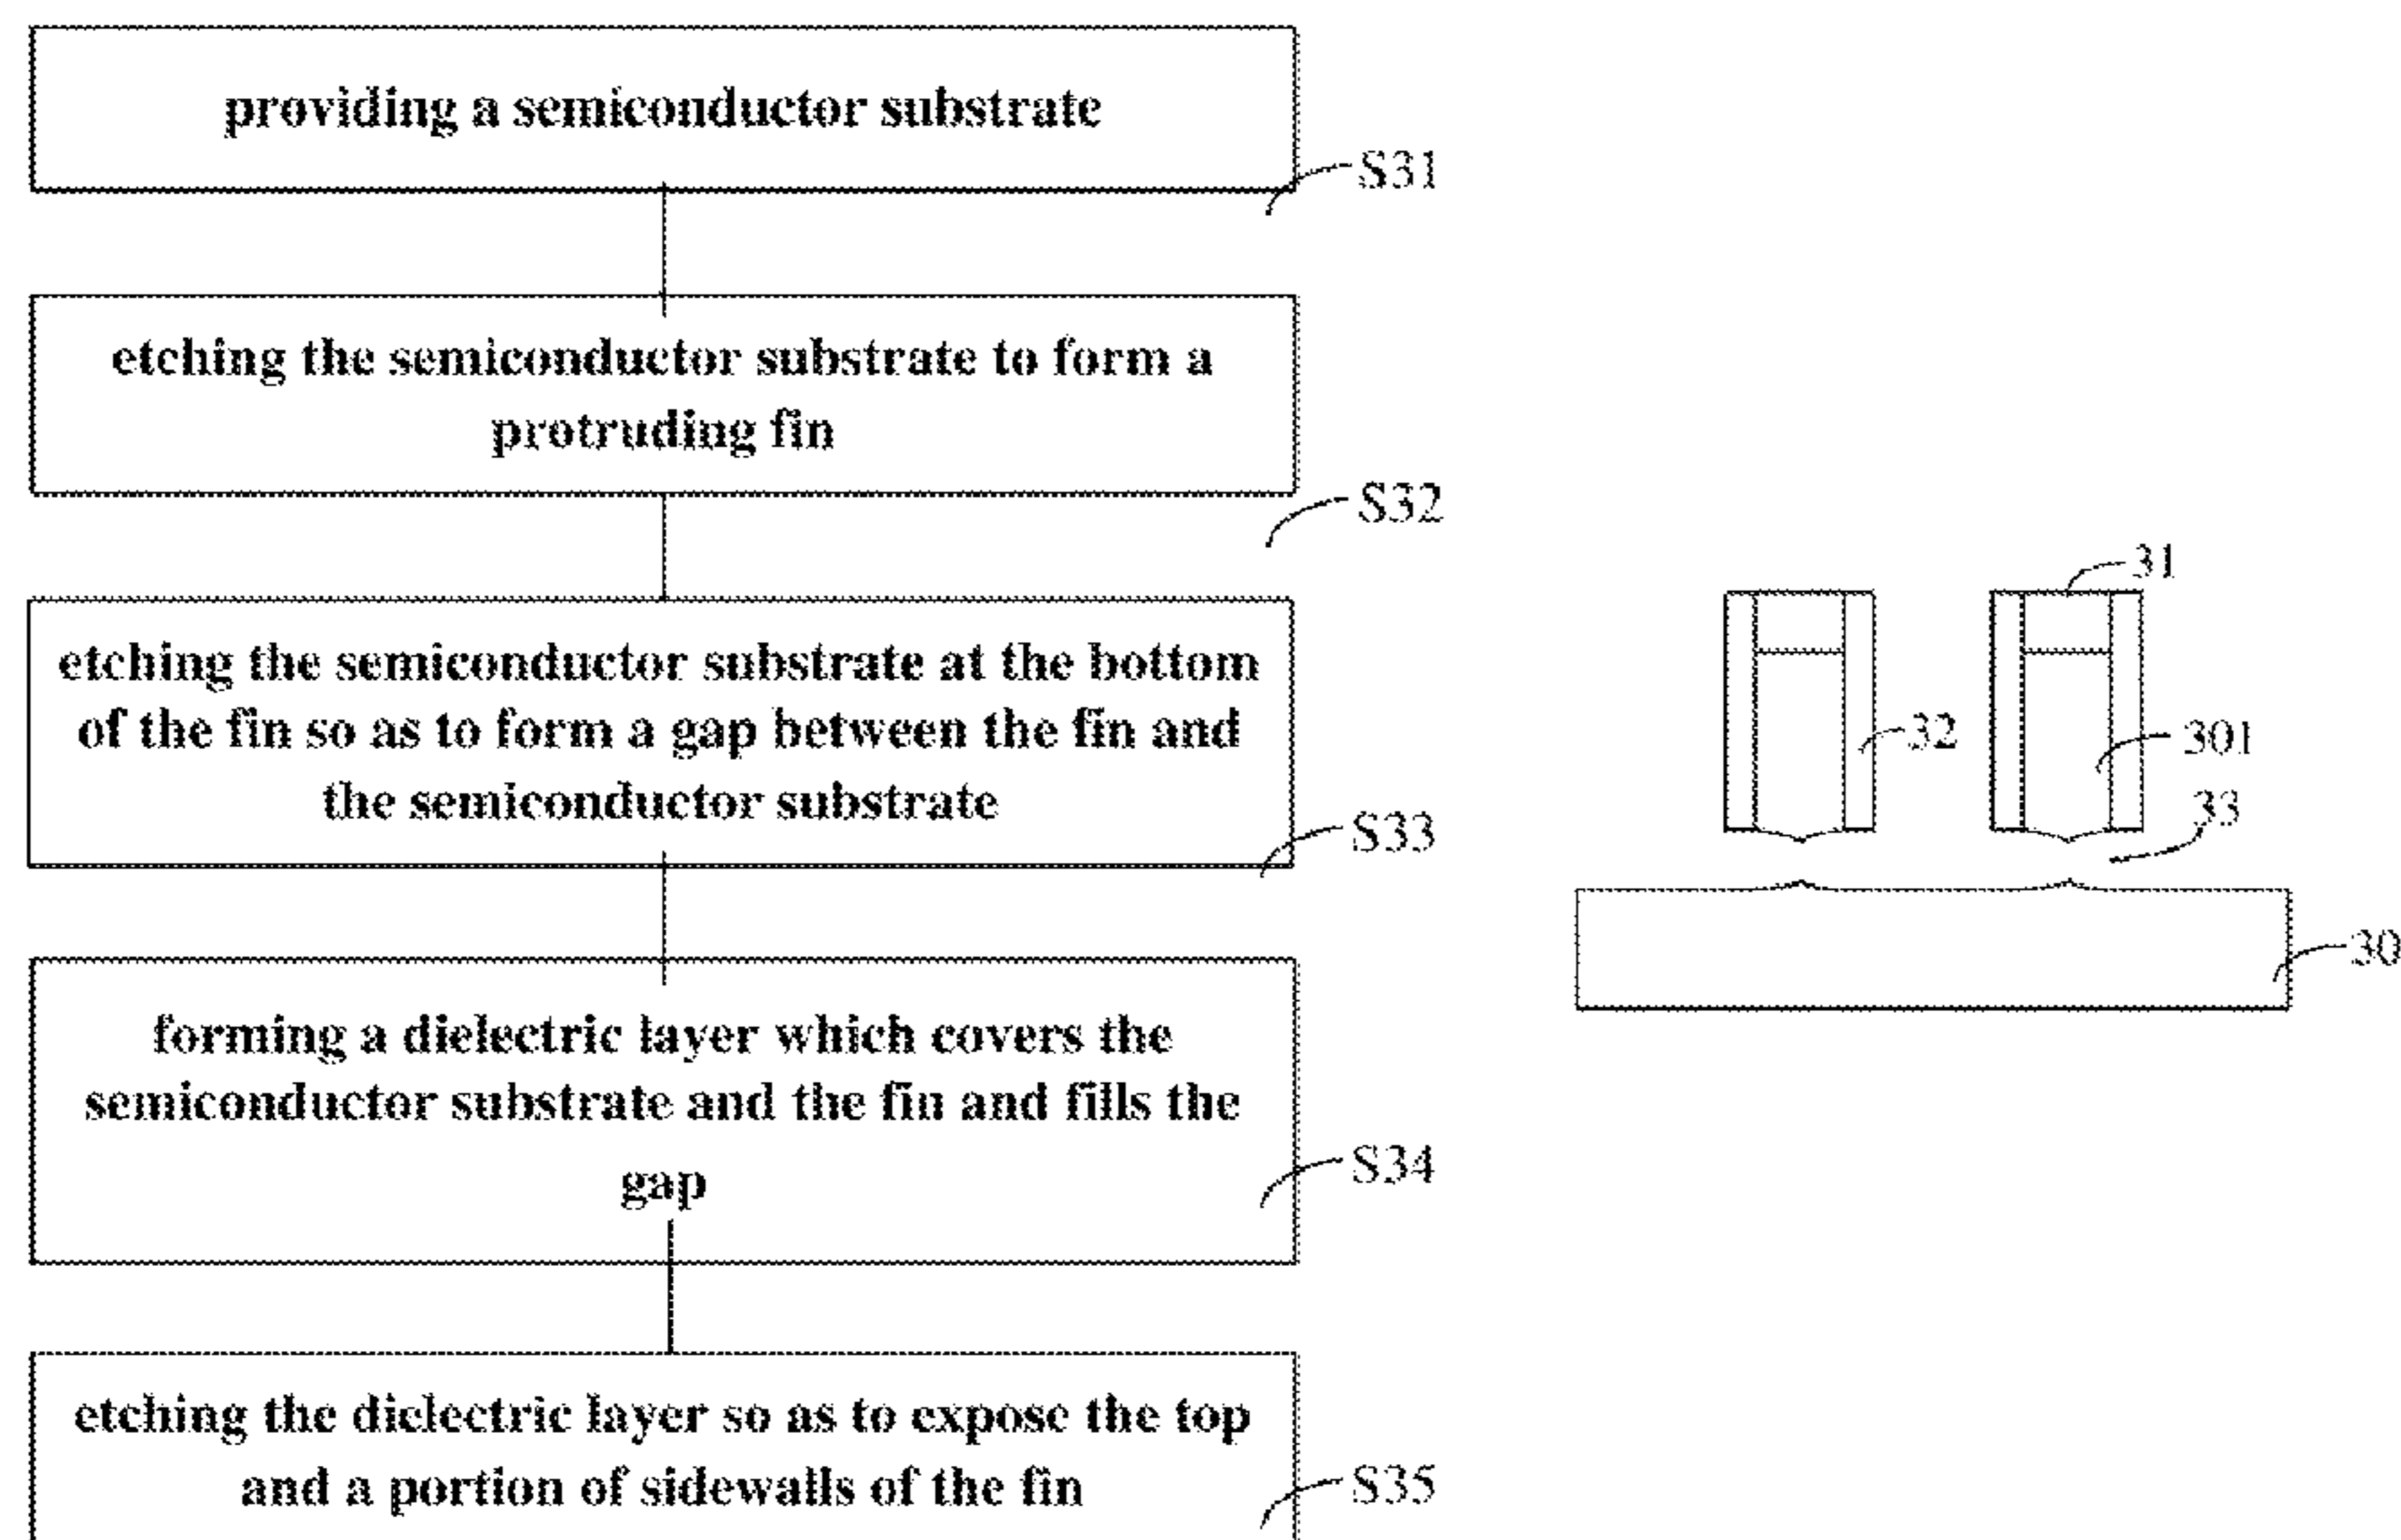 providing a semiconductor substrate
S31
etching the semiconductor substrate to form a
protruding fin
S32
etching the semiconductor substrate at the bottom
of the fin so as to form a gap between the fin and
the semiconductor substrate
S33
forming a dielectric layer which covers the
semiconductor substrate and the fin and fills the
gap
S34
etching the dielectric layer so as to expose the top
and a portion of sidewalls of the fin
S35
31
32
301
33
30